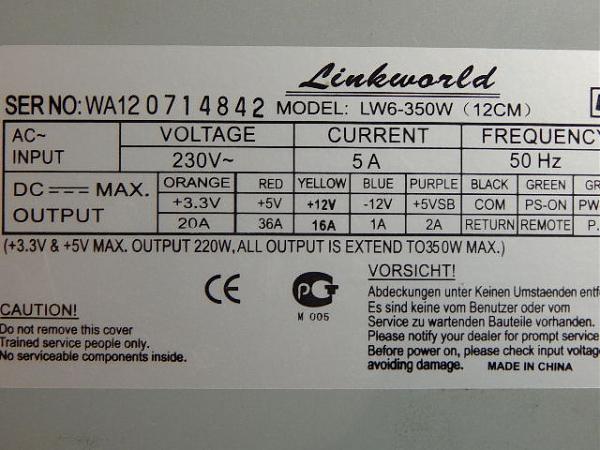 Linkworld
SER NO: WA120714842 MODEL: LW6-350W (12CM)
AC~ INPUT VOLTAGE CURRENT FREQUENCY
230V~ 5A 50 Hz
DC MAX. OUTPUT ORANGE RED YELLOW BLUE PURPLE BLACK GREEN
+3.3V +5V +12V -12V +5VSB COM PS-ON
20A 36A 16A 1A 2A RETURN REMOTE
(+3.3V & +5V MAX. OUTPUT 220W, ALL OUTPUT IS EXTEND TO350W MAX.)
CE
M 005
CAUTION!
Do not remove this cover
Trained service people only.
No serviceable components inside.
VORSICHT!
Abdeckungen unter Keinen Umstaenden
Es sind keine vom Benutzer oder vom
Service zu wartenden Bauteile vorhanden.
Please notify your dealer for prompt service
Before power on, please check input
avoiding damage. MADE IN CHINA